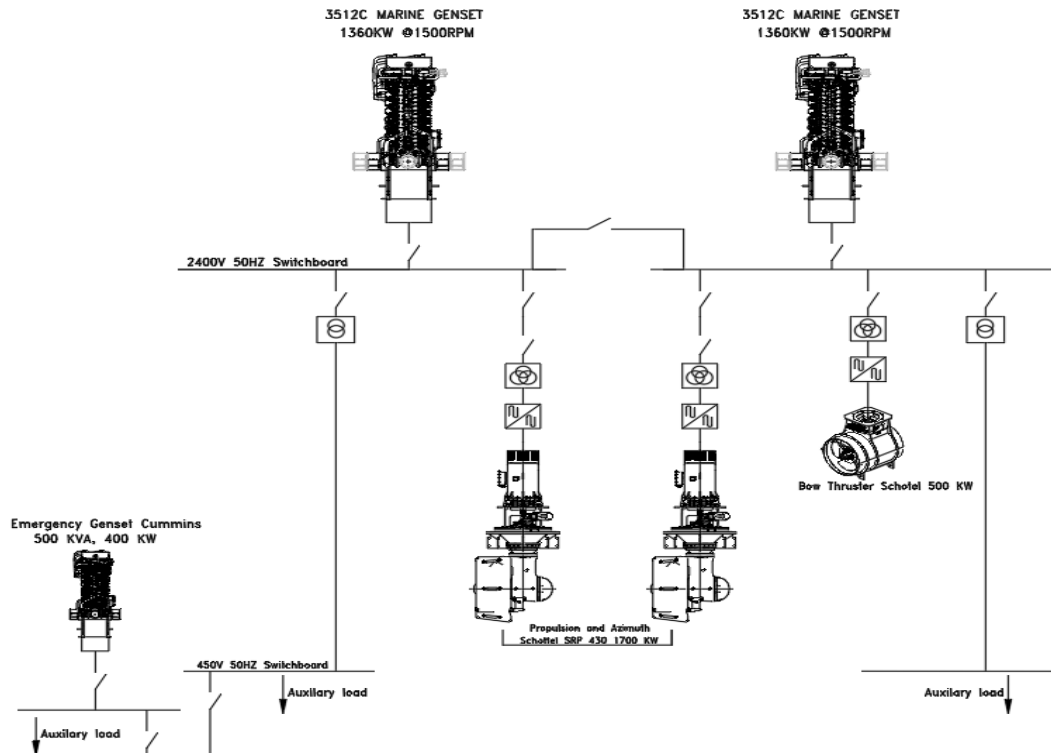 3512C MARINE GENSET
1360KW @1500RPM
3512C MARINE GENSET
1360KW @1500RPM
2400V 50HZ Switchboard
Bow Thruster Schotel 500 KW
Emergency Genset Cummins
500 KVA, 400 KW
Propulsion and Azimuth
Schottel SRP 430 1700 KW
450V 50HZ Switchboard
Auxilary load
Auxilary load
Auxilary load